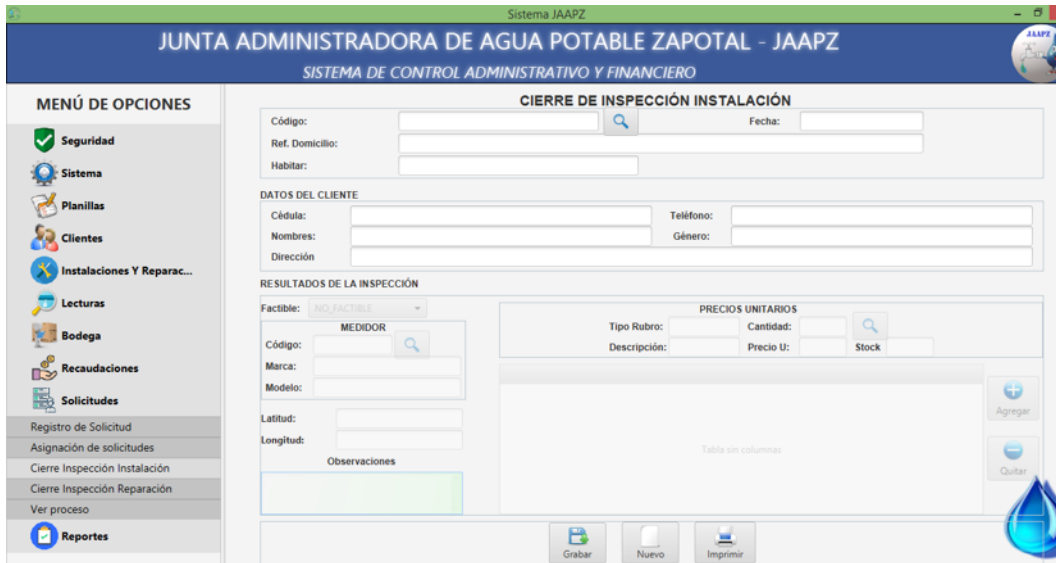 Sistema JAAPZ
JUNTA ADMINISTRADORA DE AGUA POTABLE ZAPOTAL - JAAPZ
SISTEMA DE CONTROL ADMINISTRATIVO Y FINANCIERO
JAAPZ
MENÚ DE OPCIONES
Seguridad
Sistema
Planillas
Clientes
Instalaciones Y Reparac...
Lecturas
Bodega
Recaudaciones
Solicitudes
Registro de Solicitud
Asignación de solicitudes
Cierre Inspección Instalación
Cierre Inspección Reparación
Ver proceso
Reportes
CIERRE DE INSPECCIÓN INSTALACIÓN
Código: Fecha:
Ref. Domicilio:
Habitar:
DATOS DEL CLIENTE
Cédula: Teléfono:
Nombres: Género:
Dirección
RESULTADOS DE LA INSPECCIÓN
Factible: NO_FACTIBLE
MEDIDOR
Código:
Marca:
Modelo:
Latitud:
Longitud:
Observaciones
PRECIOS UNITARIOS
Tipo Rubro: Cantidad:
Descripción: Precio U: Stock
Tabla sin columnas
Agregar
Quitar
Grabar Nuevo Imprimir